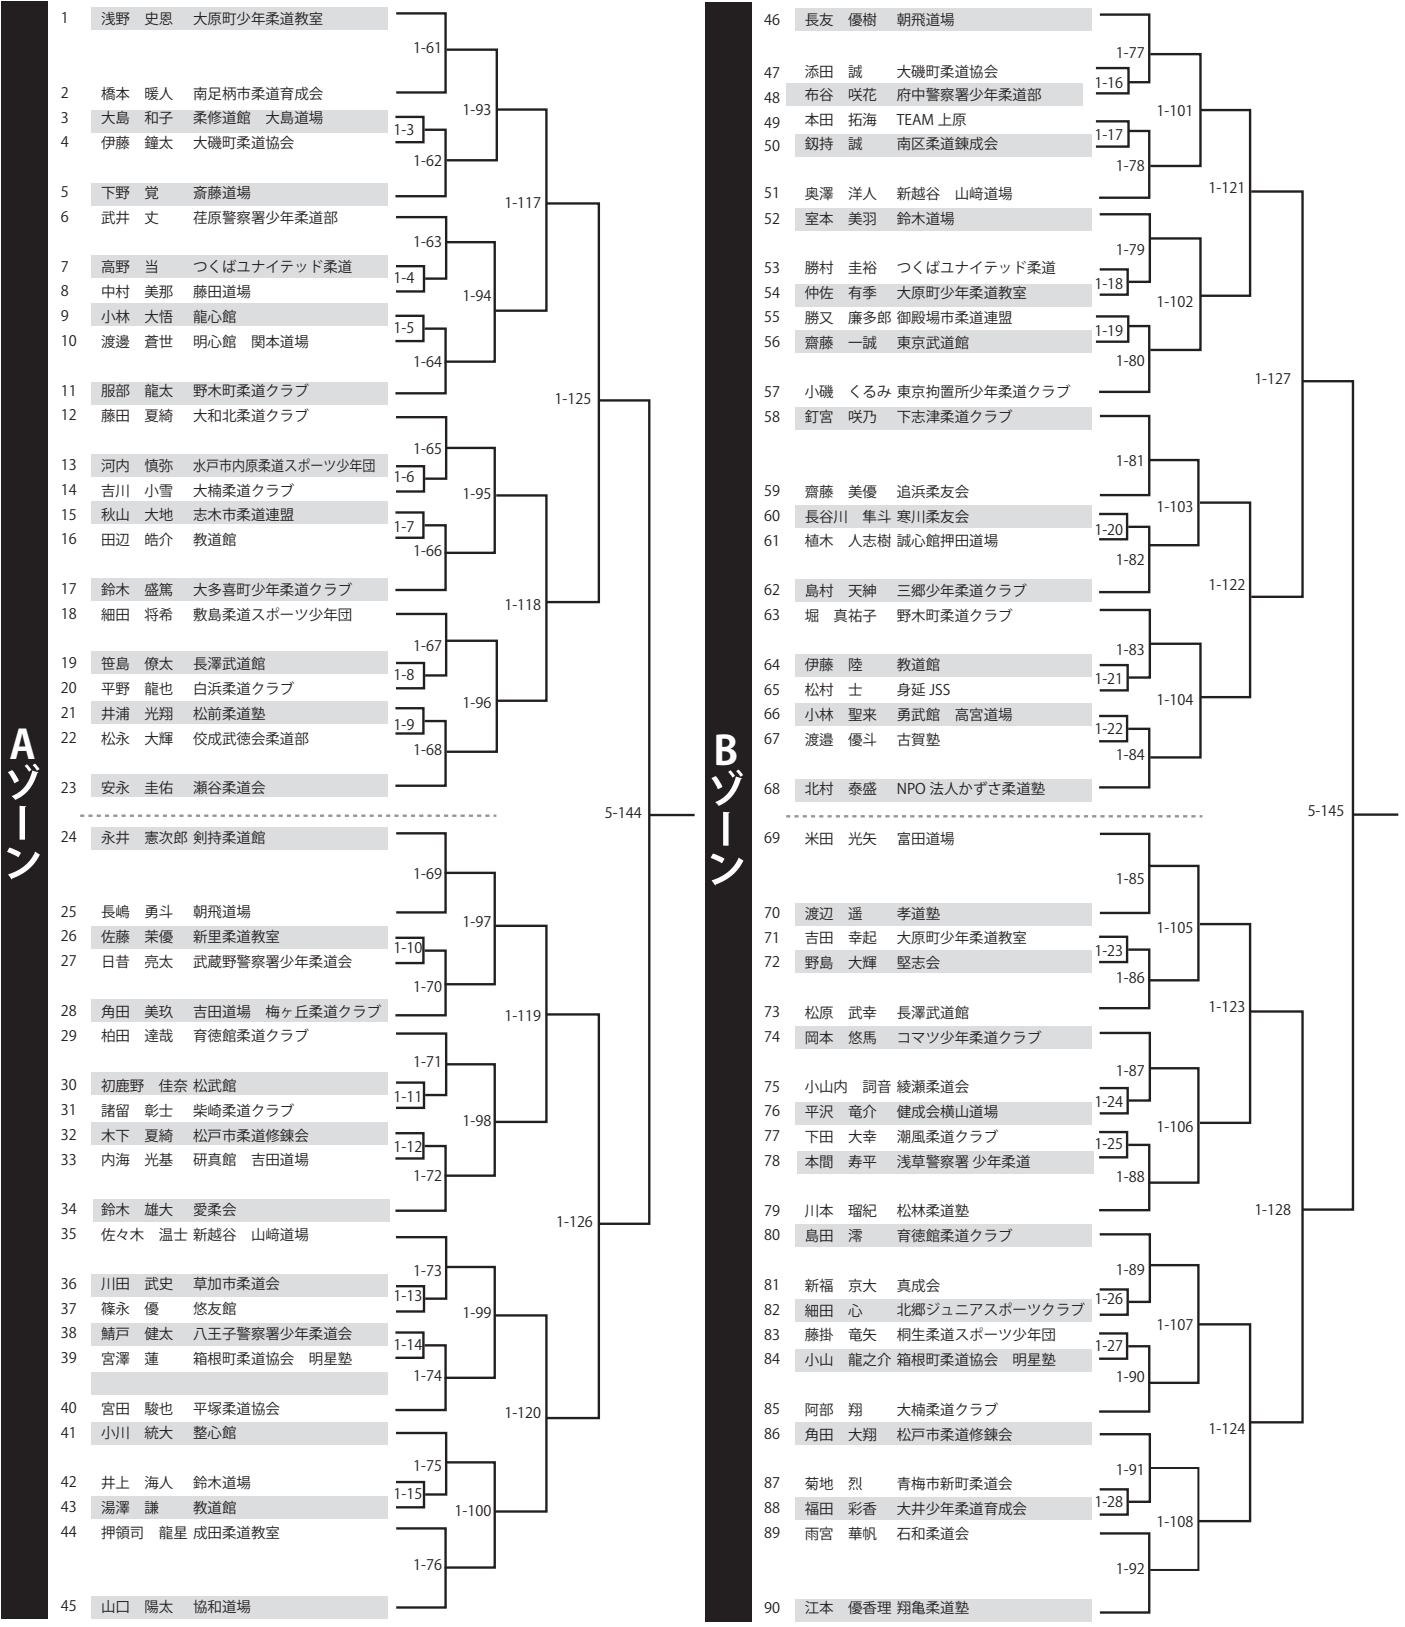 Aゾーン
1 浅野 史恩 大原町少年柔道教室
2 橋本 暖人 南足柄市柔道育成会
3 大島 和子 柔修道館 大島道場
4 伊藤 鐘太 大磯町柔道協会
5 下野 覚 斎藤道場
6 武井 丈 荏原警察署少年柔道部
7 高野 当 つくばユナイテッド柔道
8 中村 美那 藤田道場
9 小林 大悟 龍心館
10 渡邊 蒼世 明心館 関本道場
11 服部 龍太 野木町柔道クラブ
12 藤田 夏綺 大和北柔道クラブ
13 河内 慎弥 水戸市内原柔道スポーツ少年団
14 吉川 小雪 大楠柔道クラブ
15 秋山 大地 志木市柔道連盟
16 田辺 皓介 教道館
17 鈴木 盛篤 大多喜町少年柔道クラブ
18 細田 将希 敷島柔道スポーツ少年団
19 笹島 僚太 長澤武道館
20 平野 龍也 白浜柔道クラブ
21 井浦 光翔 松前柔道塾
22 松永 大輝 佼成武徳会柔道部
23 安永 圭佑 瀬谷柔道会
24 永井 憲次郎 剣持柔道館
25 長嶋 勇斗 朝飛道場
26 佐藤 茉優 新里柔道教室
27 日昔 亮太 武蔵野警察署少年柔道会
28 角田 美玖 吉田道場 梅ヶ丘柔道クラブ
29 柏田 達哉 育徳館柔道クラブ
30 初鹿野 佳奈 松武館
31 諸留 彰士 柴崎柔道クラブ
32 木下 夏綺 松戸市柔道修錬会
33 内海 光基 研真館 吉田道場
34 鈴木 雄大 愛柔会
35 佐々木 温士 新越谷 山﨑道場
36 川田 武史 草加市柔道会
37 篠永 優 悠友館
38 鯖戸 健太 八王子警察署少年柔道会
39 宮澤 蓮 箱根町柔道協会 明星塾
40 宮田 駿也 平塚柔道協会
41 小川 統大 整心館
42 井上 海人 鈴木道場
43 湯澤 謙 教道館
44 押領司 龍星 成田柔道教室
45 山口 陽太 協和道場
1-3
1-4
1-5
1-6
1-7
1-8
1-9
1-10
1-11
1-12
1-13
1-14
1-15
1-61
1-62
1-63
1-64
1-65
1-66
1-67
1-68
1-69
1-70
1-71
1-72
1-73
1-74
1-75
1-76
1-93
1-94
1-95
1-96
1-97
1-98
1-99
1-100
1-117
1-118
1-119
1-120
1-125
1-126
5-144
Bゾーン
46 長友 優樹 朝飛道場
47 添田 誠 大磯町柔道協会
48 布谷 咲花 府中警察署少年柔道部
49 本田 拓海 TEAM 上原
50 釼持 誠 南区柔道錬成会
51 奥澤 洋人 新越谷 山﨑道場
52 室本 美羽 鈴木道場
53 勝村 圭裕 つくばユナイテッド柔道
54 仲佐 有季 大原町少年柔道教室
55 勝又 廉多郎 御殿場市柔道連盟
56 齋藤 一誠 東京武道館
57 小磯 くるみ 東京拘置所少年柔道クラブ
58 釘宮 咲乃 下志津柔道クラブ
59 齋藤 美優 追浜柔友会
60 長谷川 隼斗 寒川柔友会
61 植木 人志樹 誠心館押田道場
62 島村 天紳 三郷少年柔道クラブ
63 堀 真祐子 野木町柔道クラブ
64 伊藤 陸 教道館
65 松村 士 身延 JSS
66 小林 聖来 勇武館 高宮道場
67 渡邉 優斗 古賀塾
68 北村 泰盛 NPO 法人かずさ柔道塾
69 米田 光矢 富田道場
70 渡辺 遥 孝道塾
71 吉田 幸起 大原町少年柔道教室
72 野島 大輝 堅志会
73 松原 武幸 長澤武道館
74 岡本 悠馬 コマツ少年柔道クラブ
75 小山内 詞音 綾瀬柔道会
76 平沢 竜介 健成会横山道場
77 下田 大幸 潮風柔道クラブ
78 本間 寿平 浅草警察署 少年柔道
79 川本 瑠紀 松林柔道塾
80 島田 澪 育徳館柔道クラブ
81 新福 京大 真成会
82 細田 心 北郷ジュニアスポーツクラブ
83 藤掛 竜矢 桐生柔道スポーツ少年団
84 小山 龍之介 箱根町柔道協会 明星塾
85 阿部 翔 大楠柔道クラブ
86 角田 大翔 松戸市柔道修錬会
87 菊地 烈 青梅市新町柔道会
88 福田 彩香 大井少年柔道育成会
89 雨宮 華帆 石和柔道会
90 江本 優香理 翔亀柔道塾
1-16
1-17
1-18
1-19
1-20
1-21
1-22
1-23
1-24
1-25
1-26
1-27
1-28
1-77
1-78
1-79
1-80
1-81
1-82
1-83
1-84
1-85
1-86
1-87
1-88
1-89
1-90
1-91
1-92
1-101
1-102
1-103
1-104
1-105
1-106
1-107
1-108
1-121
1-122
1-123
1-124
1-127
1-128
5-145